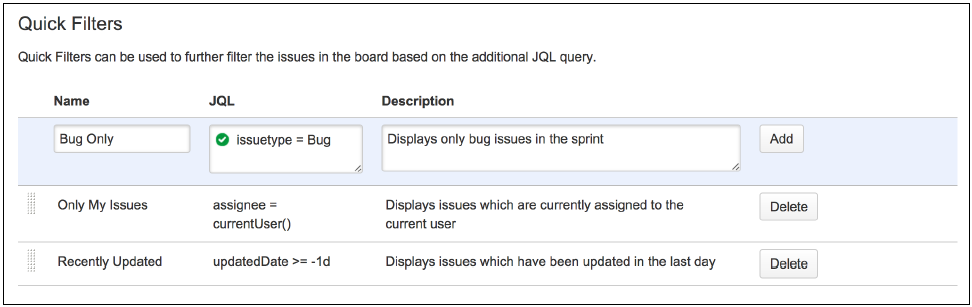 Quick Filters
Quick Filters can be used to further filter the issues in the board based on the additional JQL query.
Name JQL Description
Bug Only issuetype = Bug Displays only bug issues in the sprint Add
Only My Issues assignee = Displays issues which are currently assigned to the Delete
currentUser() current user
Recently Updated updatedDate >= -1d Displays issues which have been updated in the last day Delete